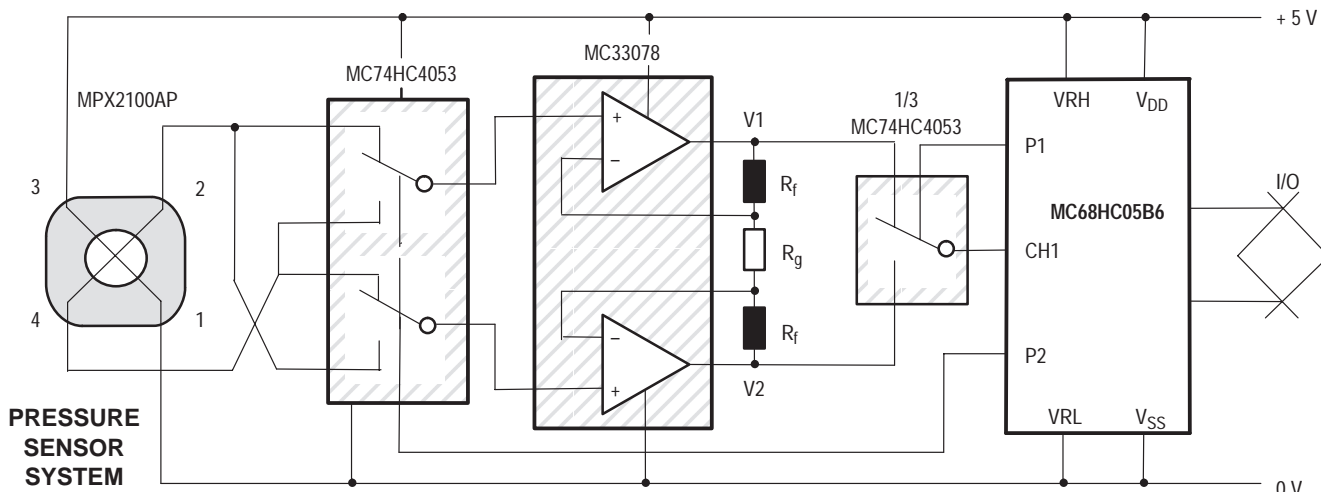 + 5 V
MC33078
MC74HC4053
MPX2100AP
1/3
MC74HC4053
VRH
VDD
V1
P1
3
2
Rf
I/O
MC68HC05B6
Rg
CH1
4
1
Rf
P2
V2
PRESSURE
SENSOR
SYSTEM
VRL
VSS
0 V
+
−
−
+